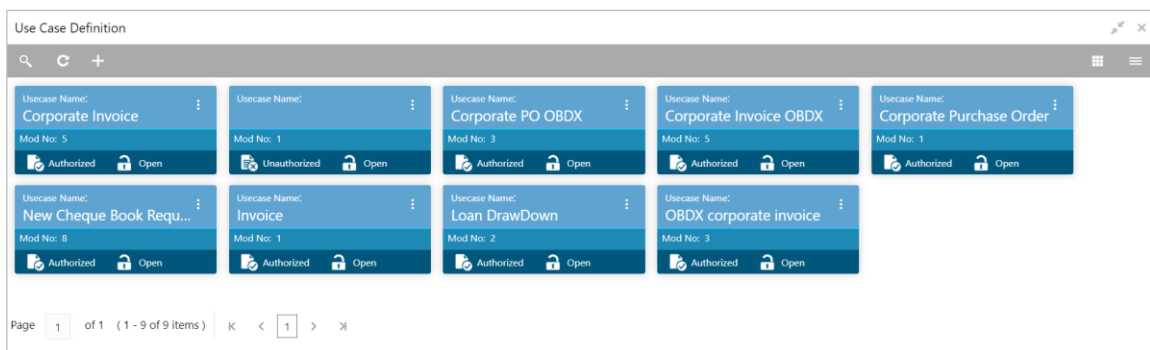 Use Case Definition
Usecase Name: Usecase Name: Usecase Name: Usecase Name: Usecase Name:
Corporate Invoice Corporate PO OBDX Corporate Invoice OBDX Corporate Purchase Order
Mod No: 5 Mod No: 1 Mod No: 3 Mod No: 5 Mod No: 1
Authorized Open Unauthorized Open Authorized Open Authorized Open Authorized Open
Usecase Name: Usecase Name: Usecase Name: Usecase Name:
New Cheque Book Requ... Invoice Loan DrawDown OBDX corporate invoice
Mod No: 8 Mod No: 1 Mod No: 2 Mod No: 3
Authorized Open Authorized Open Authorized Open Authorized Open
Page 1 of 1 (1 - 9 of 9 items) 1